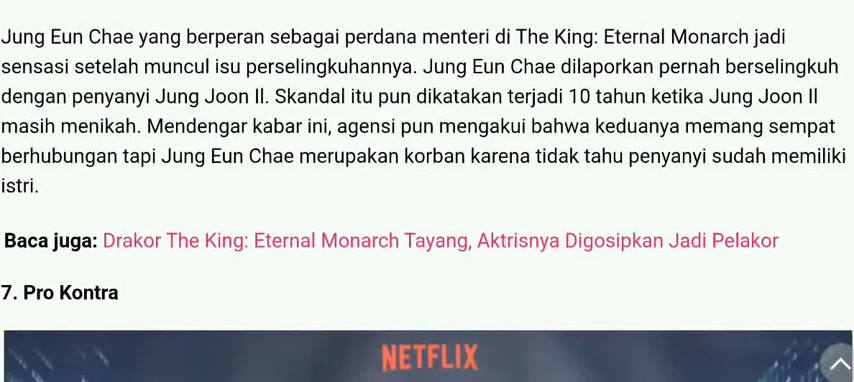 Jung Eun Chae yang berperan sebagai perdana menteri di The King: Eternal Monarch jadi
sensasi setelah muncul isu perselingkuhannya. Jung Eun Chae dilaporkan pernah berselingkuh
dengan penyanyi Jung Joon Il. Skandal itu pun dikatakan terjadi 10 tahun ketika Jung Joon Il
masih menikah. Mendengar kabar ini, agensi pun mengakui bahwa keduanya memang sempat
berhubungan tapi Jung Eun Chae merupakan korban karena tidak tahu penyanyi sudah memiliki
istri.
Baca juga: Drakor The King: Eternal Monarch Tayang, Aktrisnya Digosipkan Jadi Pelakor
7. Pro Kontra
NETFLIX